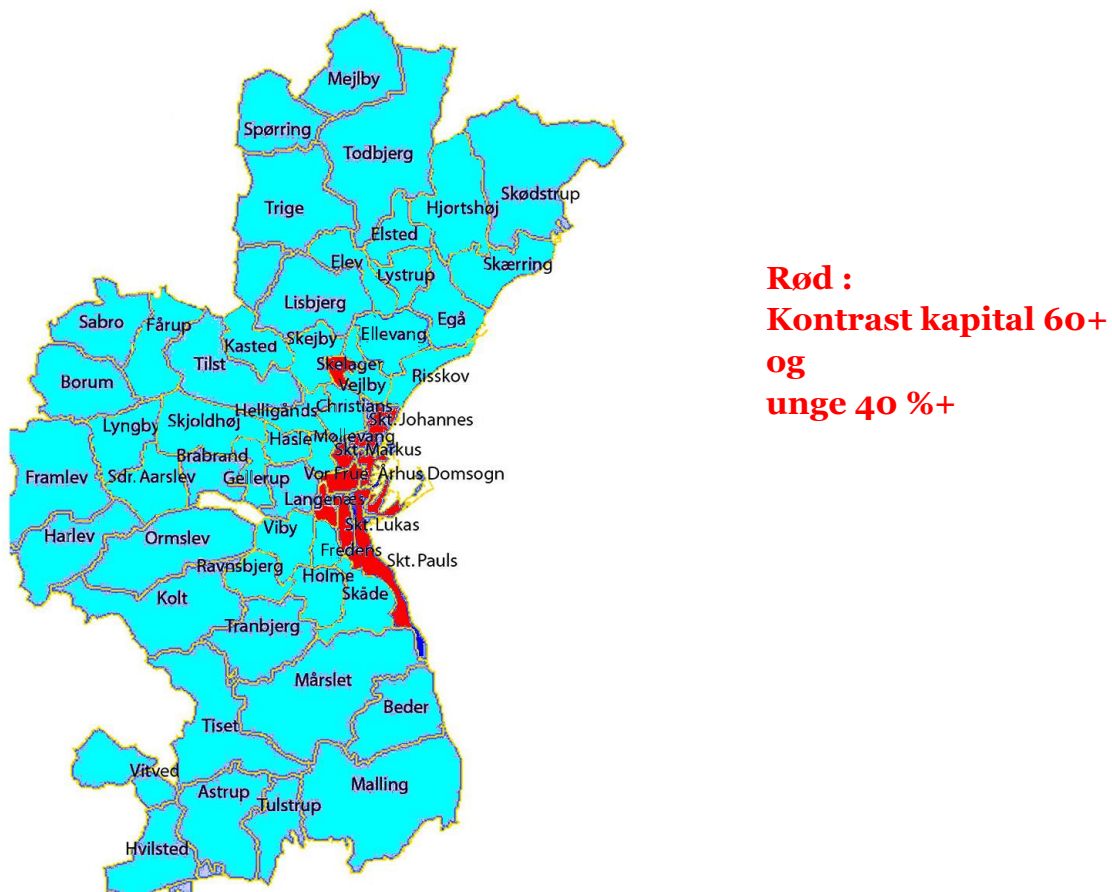 Mejlby
Spørring
Todbjerg
Skødstrup
Trige
Hjortshøj
Elsted
Elev
Skærring
Lystrup
Lisbjerg
Sabro
Fårup
Egå
Ellevang
Skejby
Kasted
Tilst
Skelager
Borum
Risskov
Vejlby
Christians
Helligånds
Skjoldhøj
Skt. Johannes
Lyngby
Hasle
Møllevang
Skt. Markus
Brabrand
Framlev
Sdr. Aarslev
Gellerup
Vor Frue
Århus Domsogn
Langenæs
Skt. Lukas
Viby
Harlev
Ormslev
Fredens
Skt. Pauls
Ravnsbjerg
Holme
Skåde
Kolt
Tranbjerg
Mårslet
Beder
Tiset
Vitved
Malling
Astrup
Tulstrup
Hvilsted
Rød :
Kontrast kapital 60+
og
unge 40 %+